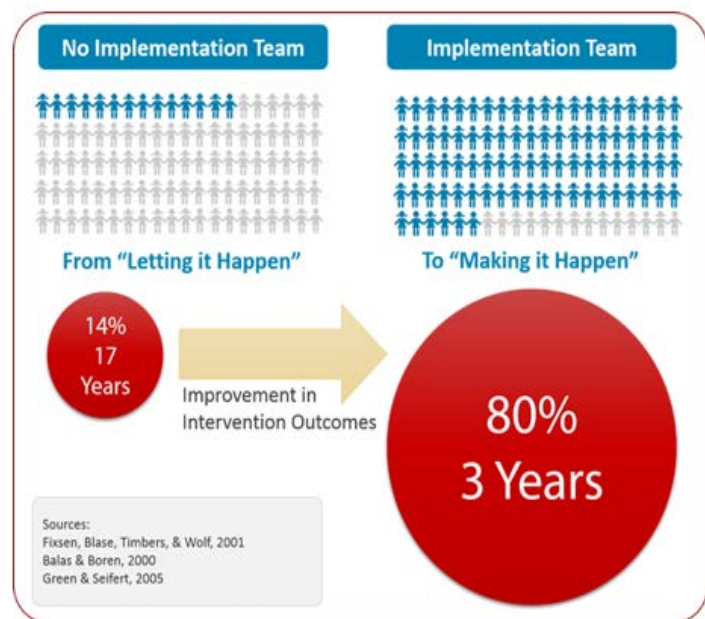 No Implementation Team
Implementation Team
From “Letting it Happen”
To “Making it Happen”
14%
17
Years
Improvement in
Intervention Outcomes
80%
3 Years
Sources:
Fixsen, Blase, Timbers, & Wolf, 2001
Balas & Boren, 2000
Green & Seifert, 2005